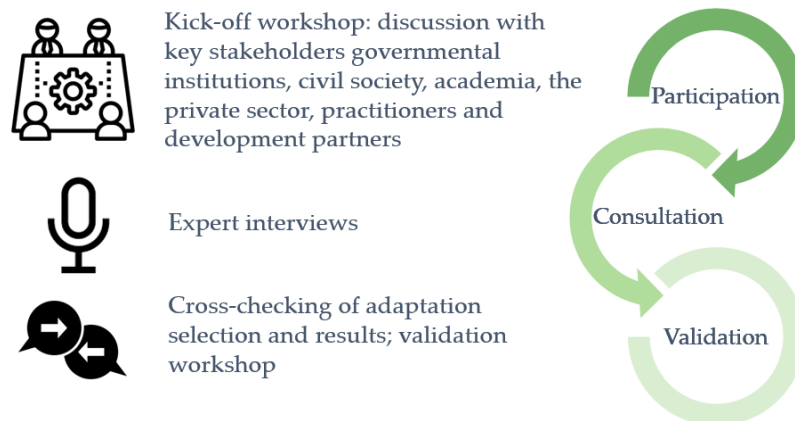 Kick-off workshop: discussion with
key stakeholders governmental
institutions, civil society, academia, the
private sector, practitioners and
development partners
Participation
Expert interviews
Consultation
Cross-checking of adaptation
selection and results; validation
workshop
Validation